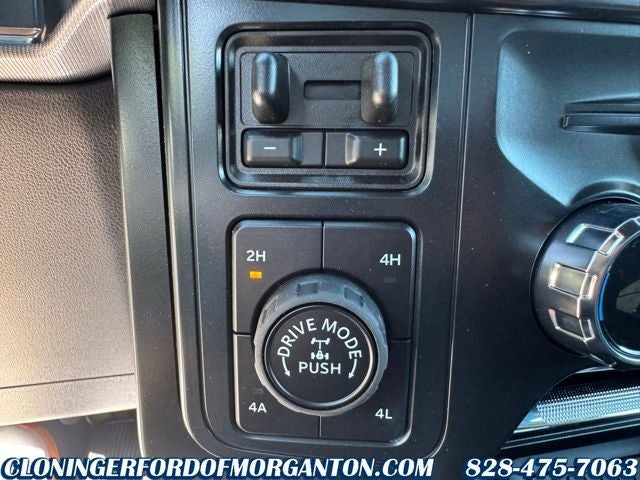 − +
2H 4H
DRIVE MODE
PUSH
4A 4L
CLONINGERFORDOFMORGANTON.COM 828-475-7063